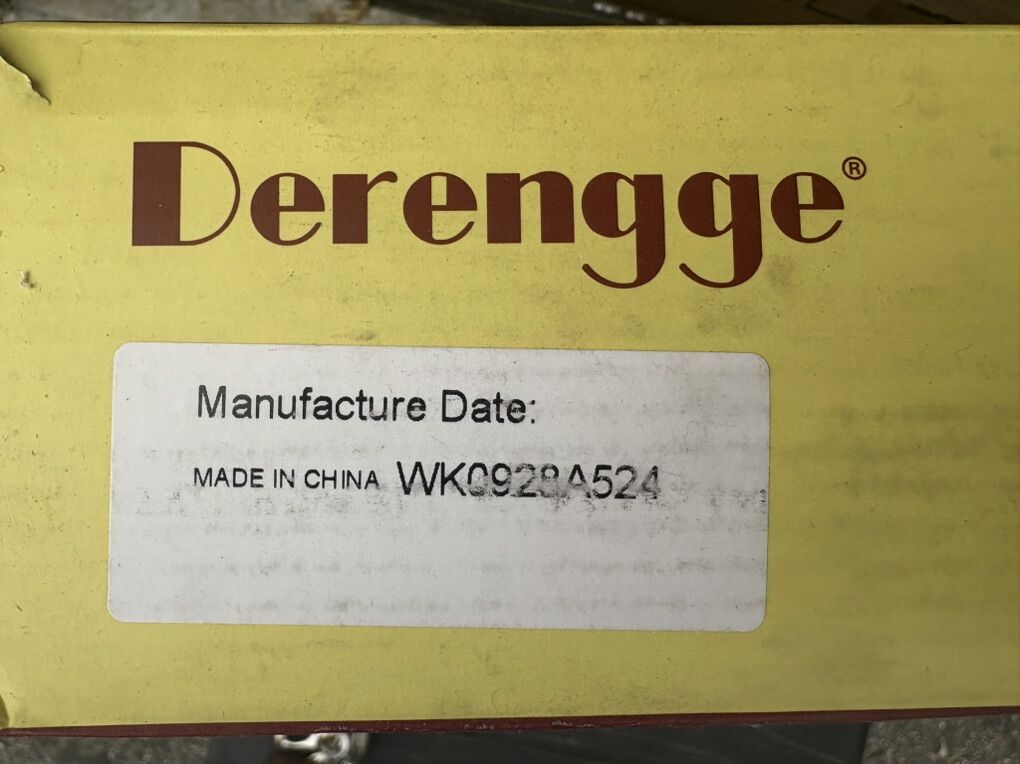 Derengge®
Manufacture Date:
MADE IN CHINA WK0928A524